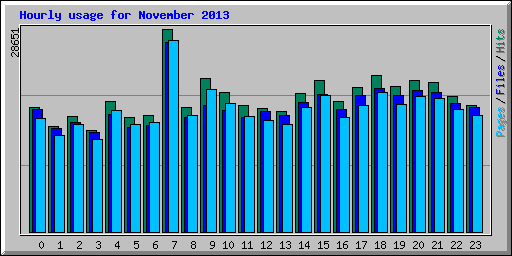 Hourly usage for November 2013
28651
Pages / Files / Hits
0 1 2 3 4 5 6 7 8 9 10 11 12 13 14 15 16 17 18 19 20 21 22 23